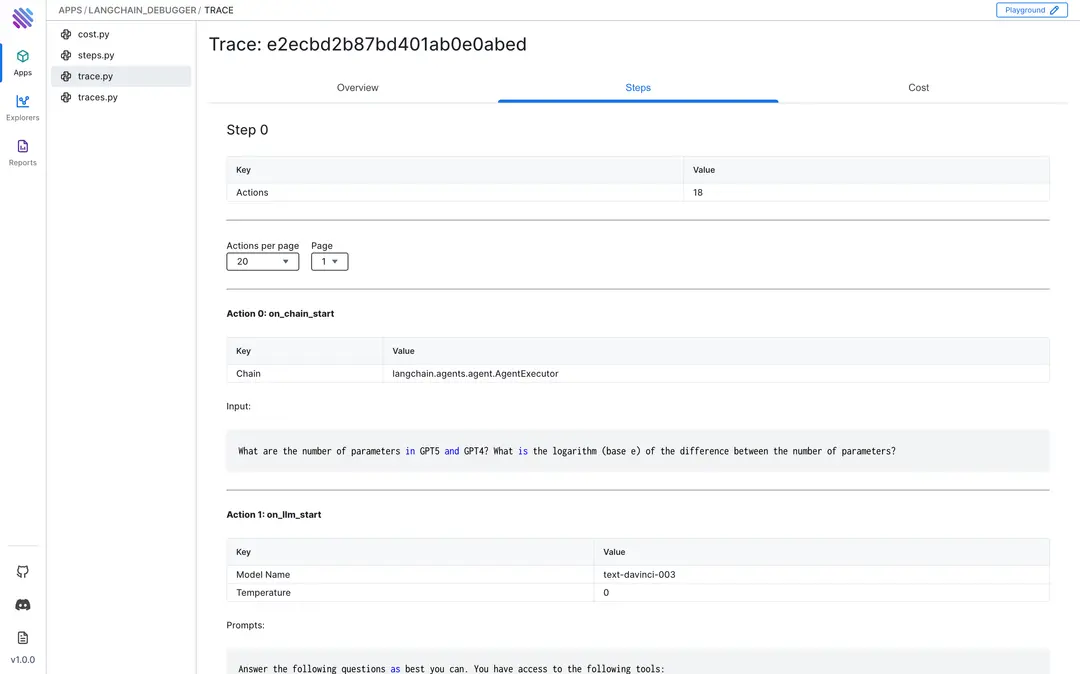 APPS / LANGCHAIN_DEBUGGER / TRACE
Playground
Apps
Explorers
Reports
v1.0.0
cost.py
steps.py
trace.py
traces.py
Trace: e2ecbd2b87bd401ab0e0abed
Overview Steps Cost
Step 0
Key Value
Actions 18
Actions per page Page
20 1
Action 0: on_chain_start
Key Value
Chain langchain.agents.agent.AgentExecutor
Input:
What are the number of parameters in GPT5 and GPT4? What is the logarithm (base e) of the difference between the number of parameters?
Action 1: on_llm_start
Key Value
Model Name text-davinci-003
Temperature 0
Prompts:
Answer the following questions as best you can. You have access to the following tools: